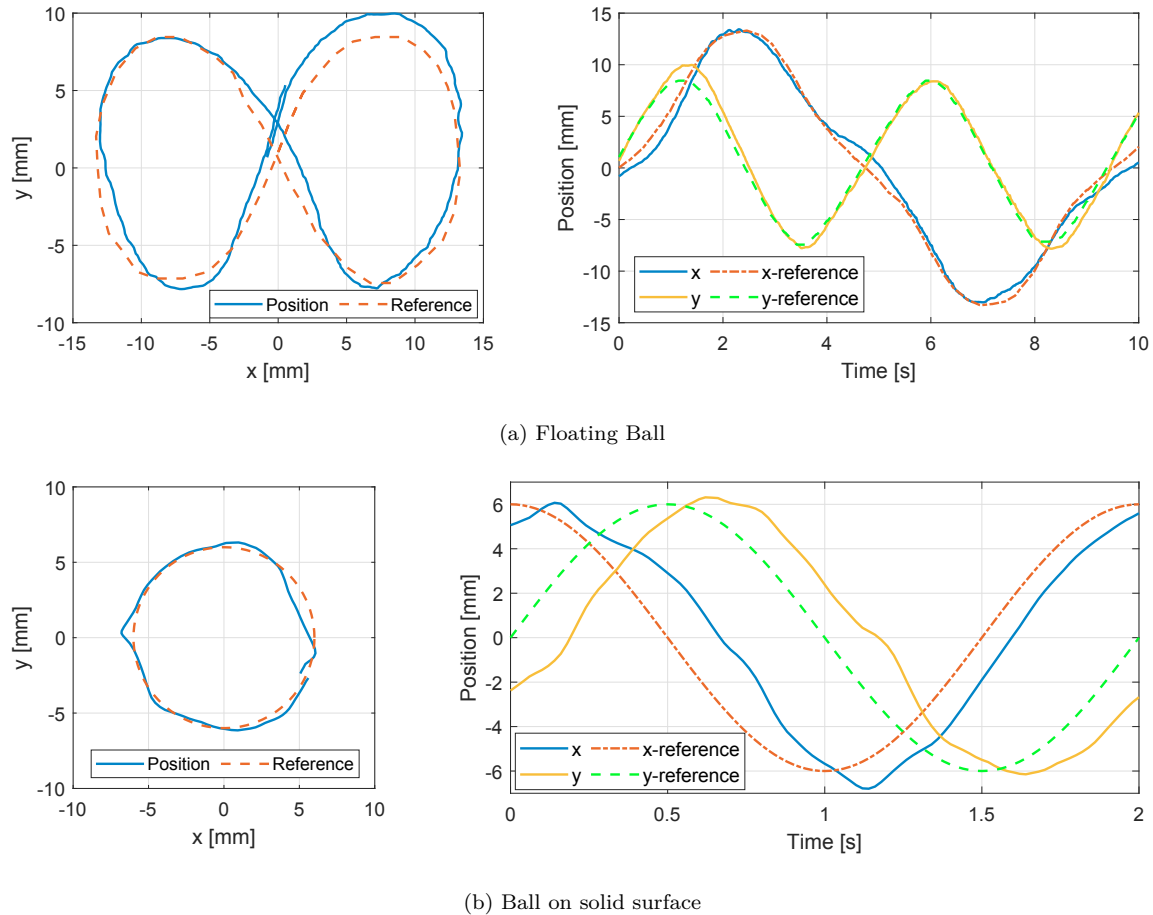 10
5
0
-5
-10
y [mm]
Position Reference
-15 -10 -5 0 5 10 15
x [mm]
15
10
5
0
-5
-10
-15
Position [mm]
x x-reference
y y-reference
0 2 4 6 8 10
Time [s]
(a) Floating Ball
10
5
0
-5
-10
y [mm]
Position Reference
-10 -5 0 5 10
x [mm]
6
4
2
0
-2
-4
-6
Position [mm]
x x-reference
y y-reference
0 0.5 1 1.5 2
Time [s]
(b) Ball on solid surface